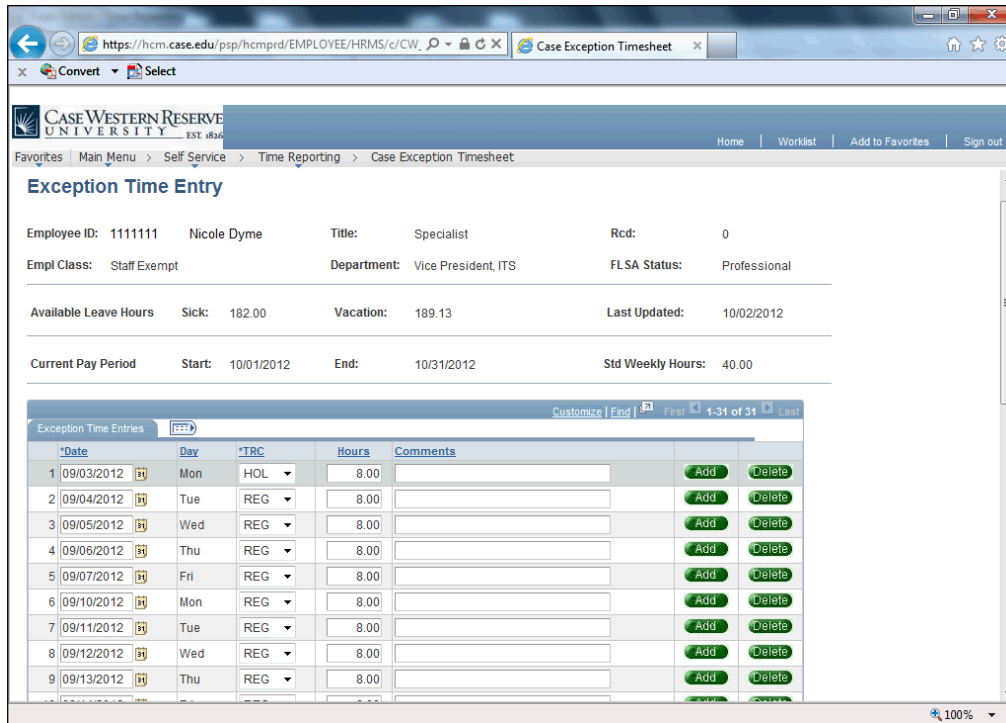 https://hcm.case.edu/psp/hcmprd/EMPLOYEE/HRMS/c/CW_ Case Exception Timesheet
Convert Select
CASE WESTERN RESERVE
UNIVERSITY EST. 1826
Home | Worklist | Add to Favorites | Sign out
Favorites | Main Menu > Self Service > Time Reporting > Case Exception Timesheet
Exception Time Entry
Employee ID: 1111111 Nicole Dyme Title: Specialist Rcd: 0
Empl Class: Staff Exempt Department: Vice President, ITS FLSA Status: Professional
Available Leave Hours Sick: 182.00 Vacation: 189.13 Last Updated: 10/02/2012
Current Pay Period Start: 10/01/2012 End: 10/31/2012 Std Weekly Hours: 40.00
Customize | Find | First 1-31 of 31 Last
Exception Time Entries
*Date Day *TRC Hours Comments
1 09/03/2012 Mon HOL 8.00 Add Delete
2 09/04/2012 Tue REG 8.00 Add Delete
3 09/05/2012 Wed REG 8.00 Add Delete
4 09/06/2012 Thu REG 8.00 Add Delete
5 09/07/2012 Fri REG 8.00 Add Delete
6 09/10/2012 Mon REG 8.00 Add Delete
7 09/11/2012 Tue REG 8.00 Add Delete
8 09/12/2012 Wed REG 8.00 Add Delete
9 09/13/2012 Thu REG 8.00 Add Delete
100%